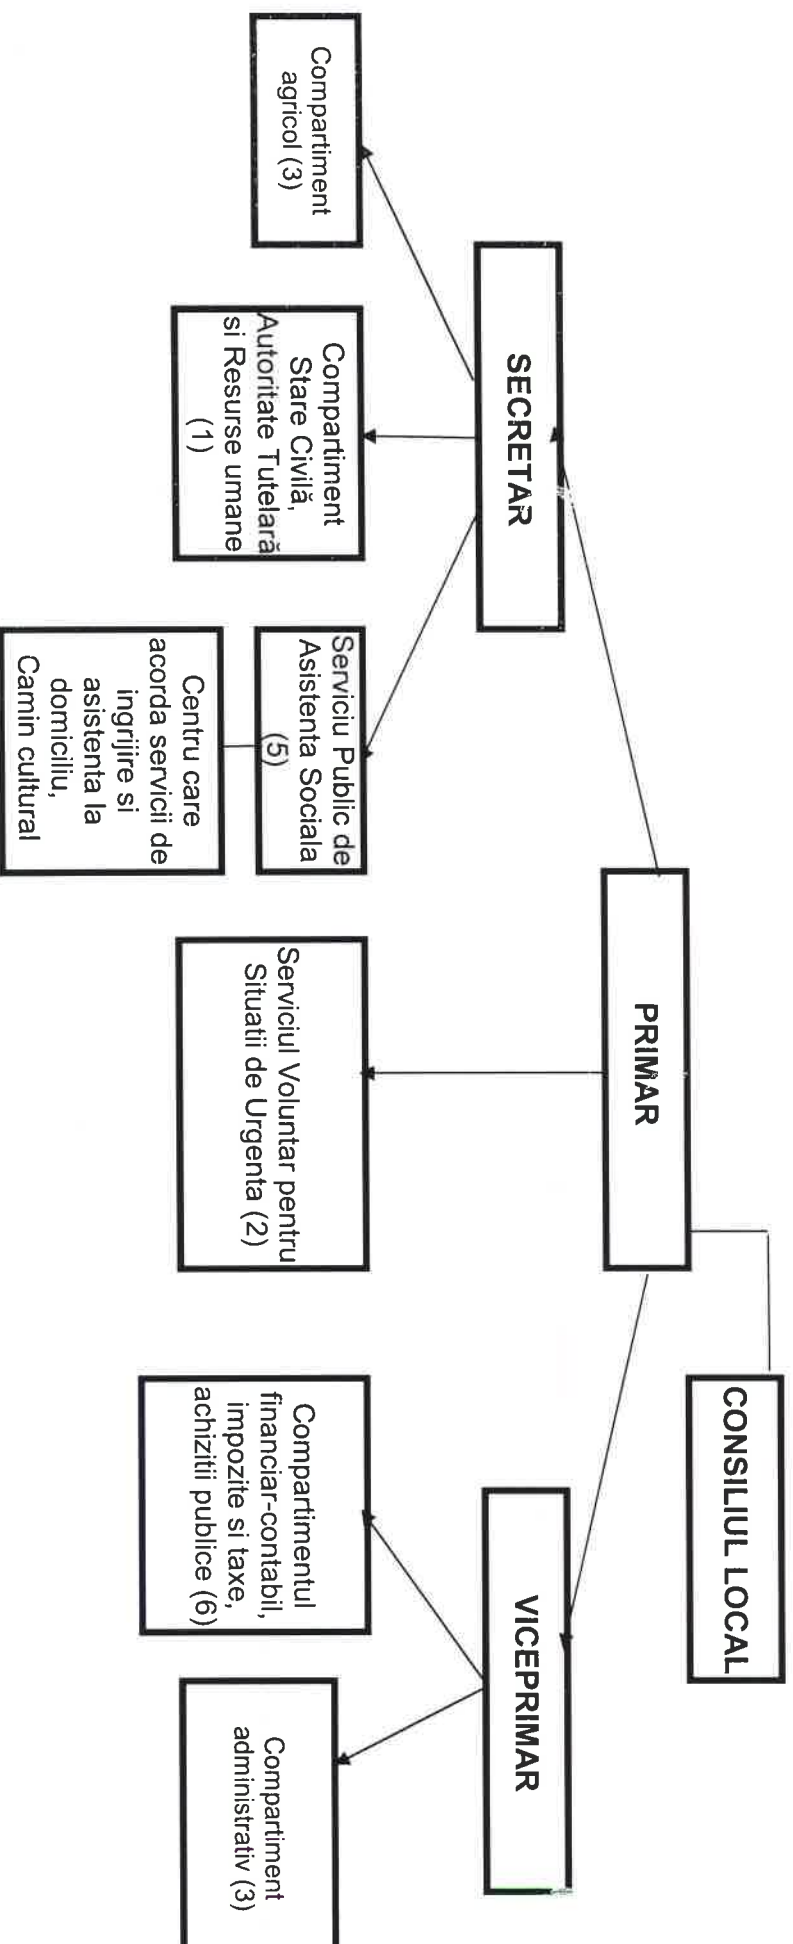 CONSILIUL LOCAL
PRIMAR
SECRETAR
VICEPRIMAR
Compartiment
agricol (3)
Compartiment
Stare Civilă,
Autoritate Tutelară
si Resurse umane
(1)
Serviciu Public de
Asistenta Sociala
(5)
Centru care
acorda servicii de
ingrijire si
asistenta la
domiciliu,
Camin cultural
Serviciul Voluntar pentru
Situatii de Urgenta (2)
Compartimentul
financiar-contabil,
impozite si taxe,
achizitii publice (6)
Compartiment
administrativ (3)